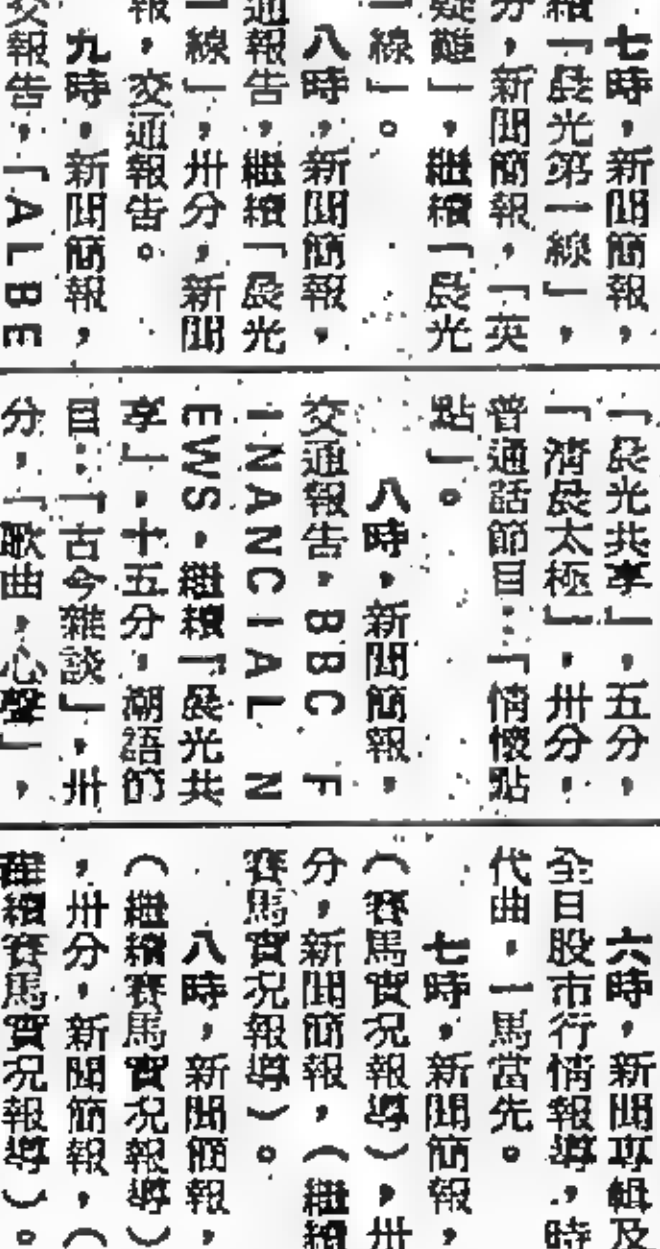 七時，新聞簡報，
續「晨光第一線」，
分，新聞簡報，「英
疑難」，繼續「晨光
一線」。
八時，新聞簡報，
通報告，繼續「晨光
一線」，卅分，新聞
報，交通報告。
九時，新聞簡報，
交報告，「ALBE
「晨光共享」，五分，
「清晨太極」，卅分，
普通話節目：「情懷點
點」。
八時，新聞簡報，
交通報告，BBC F
INANCIAL N
EWS，繼續「晨光共
享」，十五分，潮語節
目：「古今雜談」，卅
分，「歌曲，心聲」，
六時，新聞專輯及
全日股市行情報導，時
代曲，一馬當先。
七時，新聞簡報，
（賽馬實况報導），卅
分，新聞簡報，（繼續
賽馬實况報導）。
八時，新聞簡報，
（繼續賽馬實况報導）
，卅分，新聞簡報，（
繼續賽馬實况報導）。